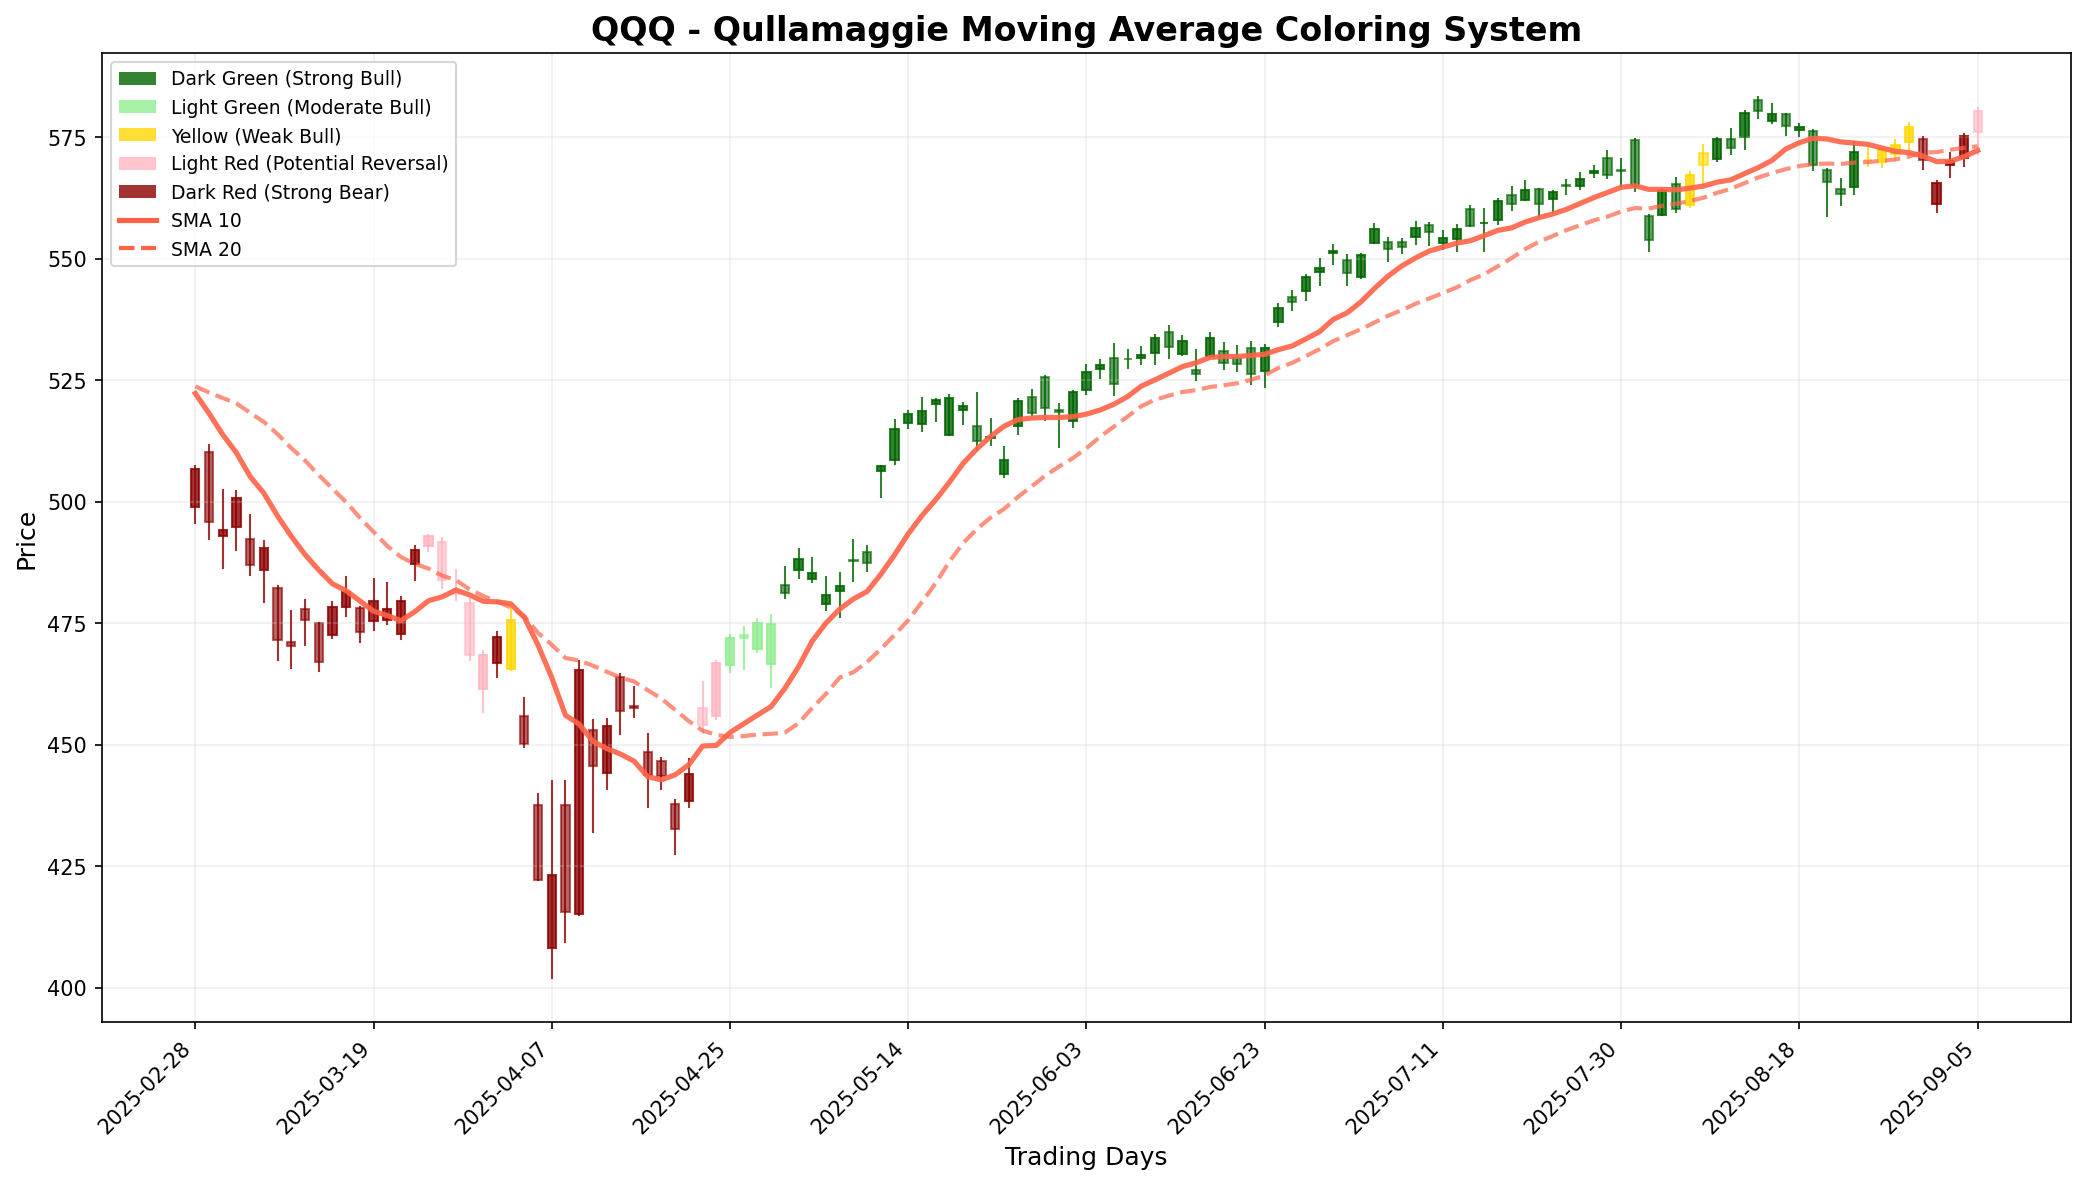 QQQ - Qullamaggie Moving Average Coloring System
Dark Green (Strong Bull)
Light Green (Moderate Bull)
Yellow (Weak Bull)
Light Red (Potential Reversal)
Dark Red (Strong Bear)
SMA 10
SMA 20
Price
575
550
525
500
475
450
425
400
2025-02-28
2025-03-19
2025-04-07
2025-04-25
2025-05-14
2025-06-03
2025-06-23
2025-07-11
2025-07-30
2025-08-18
2025-09-05
Trading Days